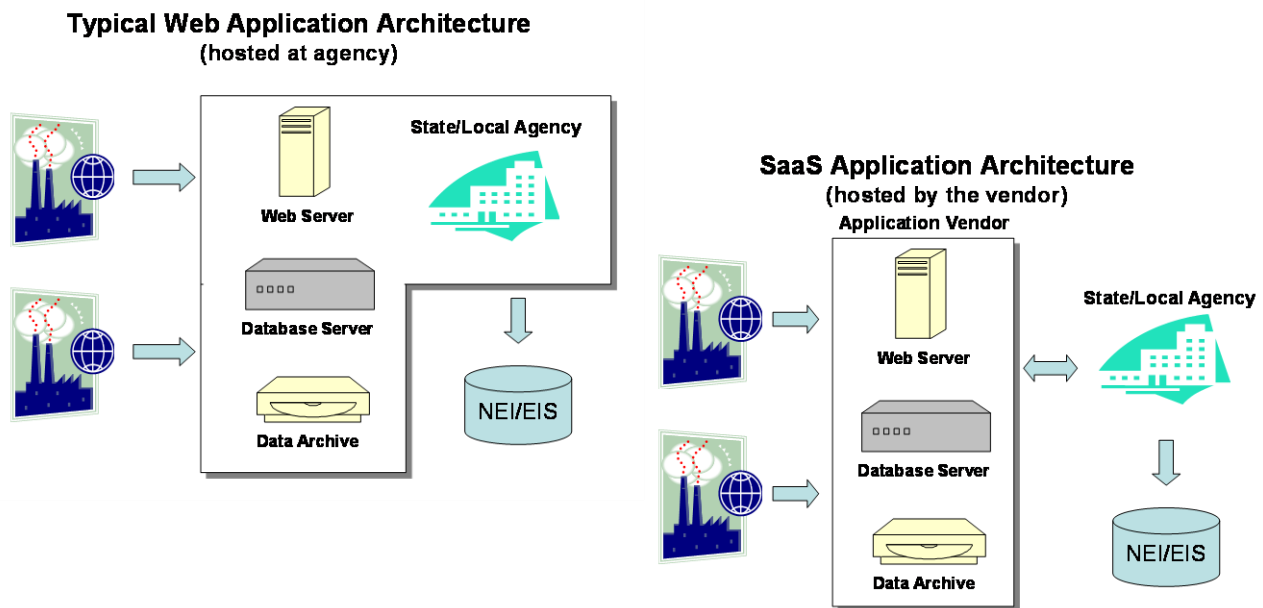 Typical Web Application Architecture
(hosted at agency)
State/Local Agency
Web Server
Database Server
Data Archive
NEI/EIS
SaaS Application Architecture
(hosted by the vendor)
Application Vendor
Web Server
State/Local Agency
Database Server
Data Archive
NEI/EIS